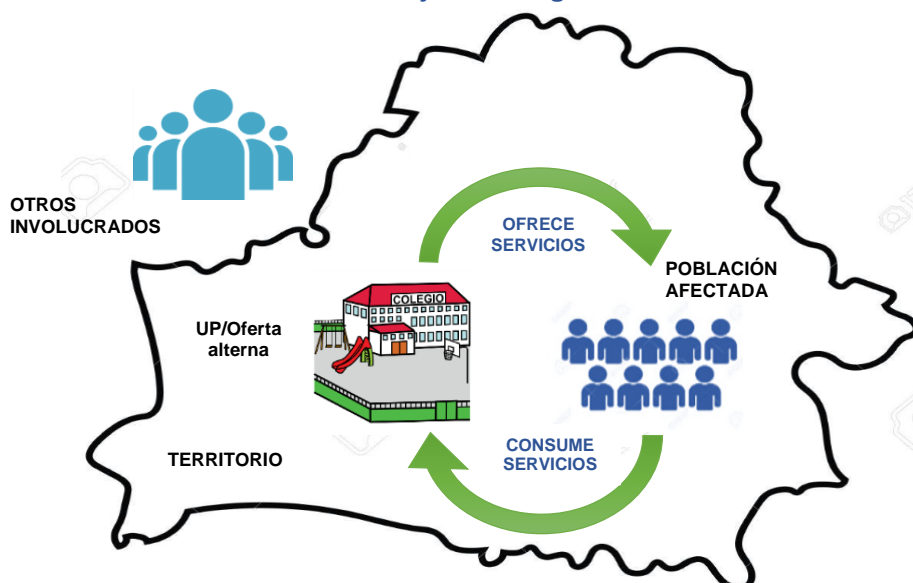 OTROS
INVOLUCRADOS
OFRECE
SERVICIOS
POBLACIÓN
AFECTADA
COLEGIO
UP/Oferta
alterna
CONSUME
SERVICIOS
TERRITORIO